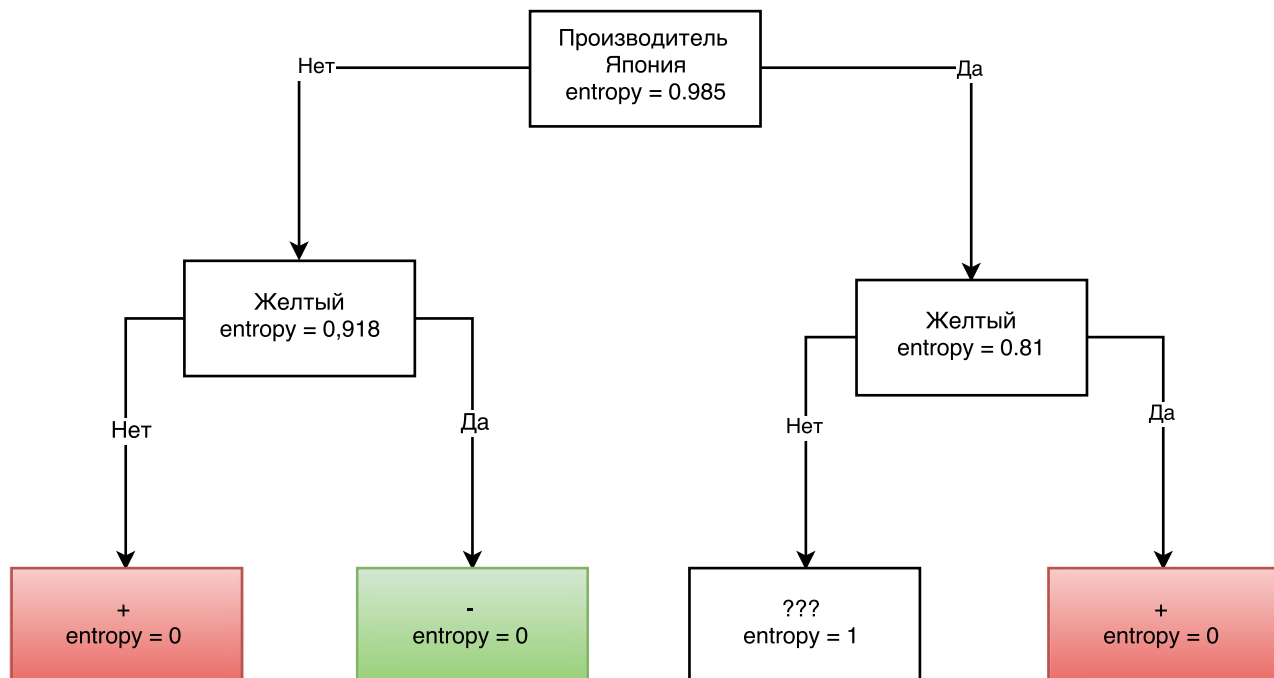 Производитель
Япония
entropy = 0.985
Нет
Да
Желтый
entropy = 0,918
Желтый
entropy = 0.81
Нет
Да
Нет
Да
+
entropy = 0
-
entropy = 0
???
entropy = 1
+
entropy = 0